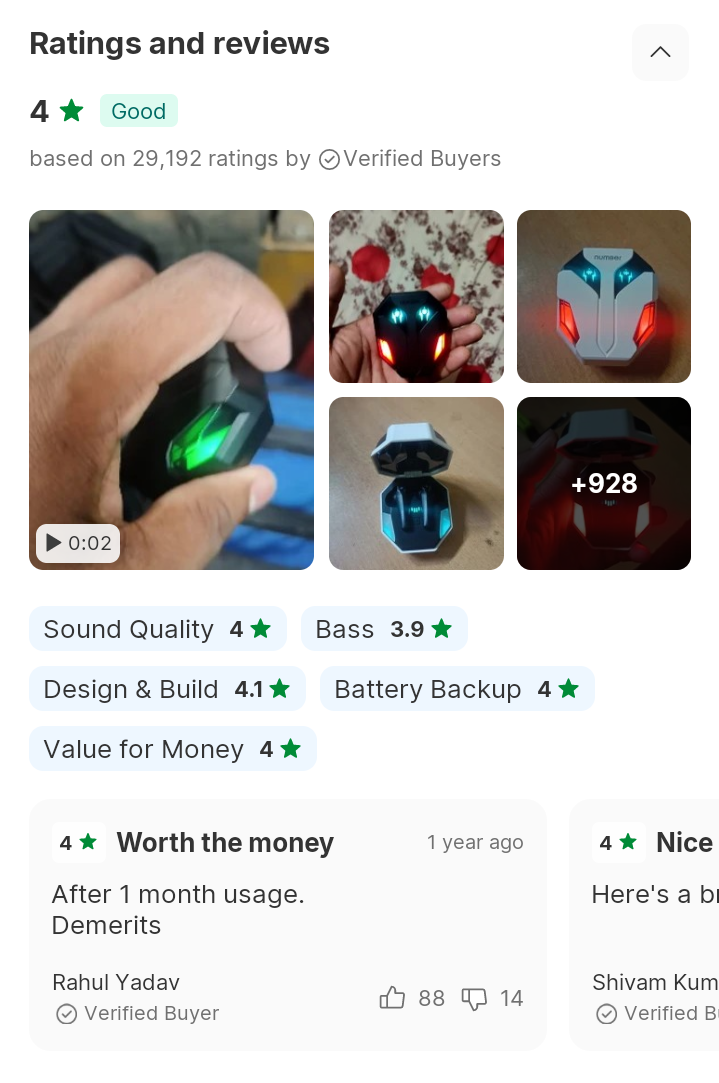 Ratings and reviews
4 ★ Good
based on 29,192 ratings by Verified Buyers
0:02
+928
Sound Quality 4 ★ Bass 3.9 ★
Design & Build 4.1 ★ Battery Backup 4 ★
Value for Money 4 ★
4 ★ Worth the money 1 year ago
After 1 month usage.
Demerits
Rahul Yadav
Verified Buyer
88 14
4 ★ Nice
Here's a br
Shivam Kum
Verified B